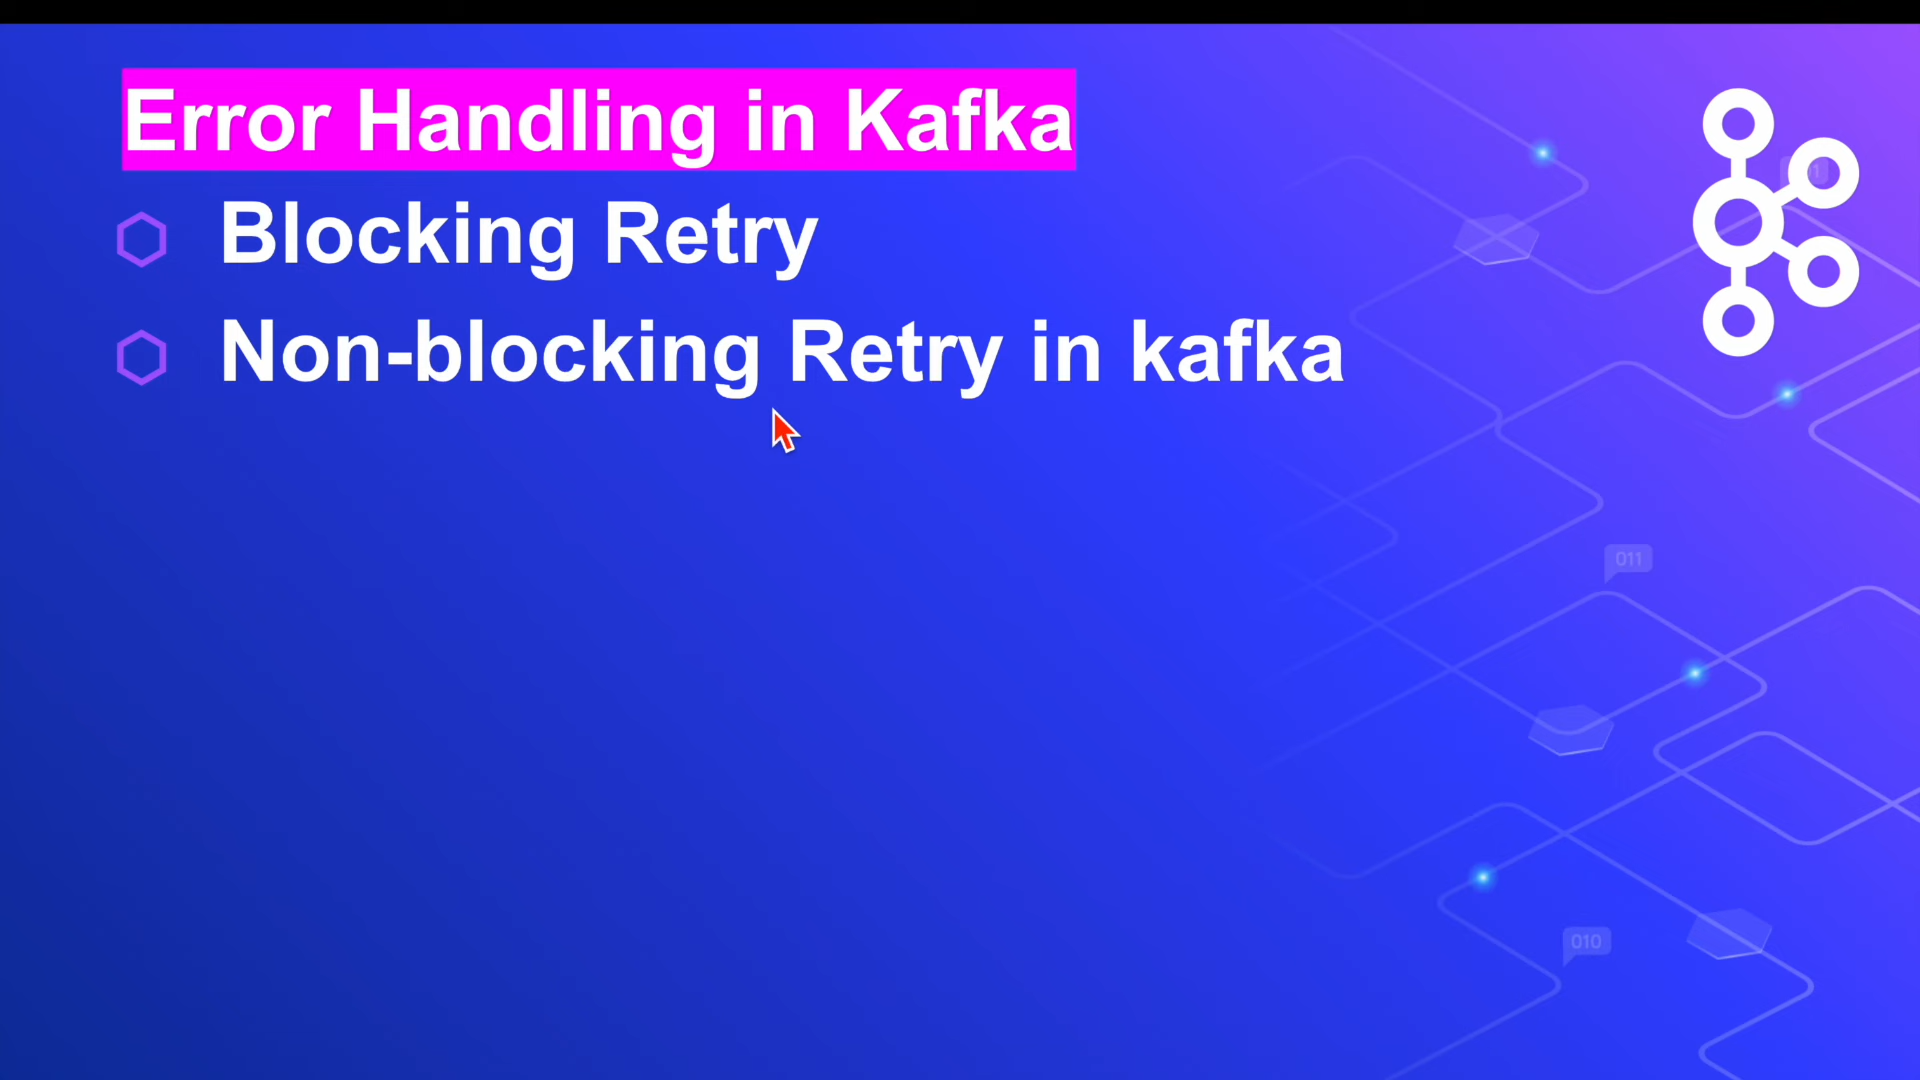 Error Handling in Kafka
Blocking Retry
Non-blocking Retry in kafka
011
010